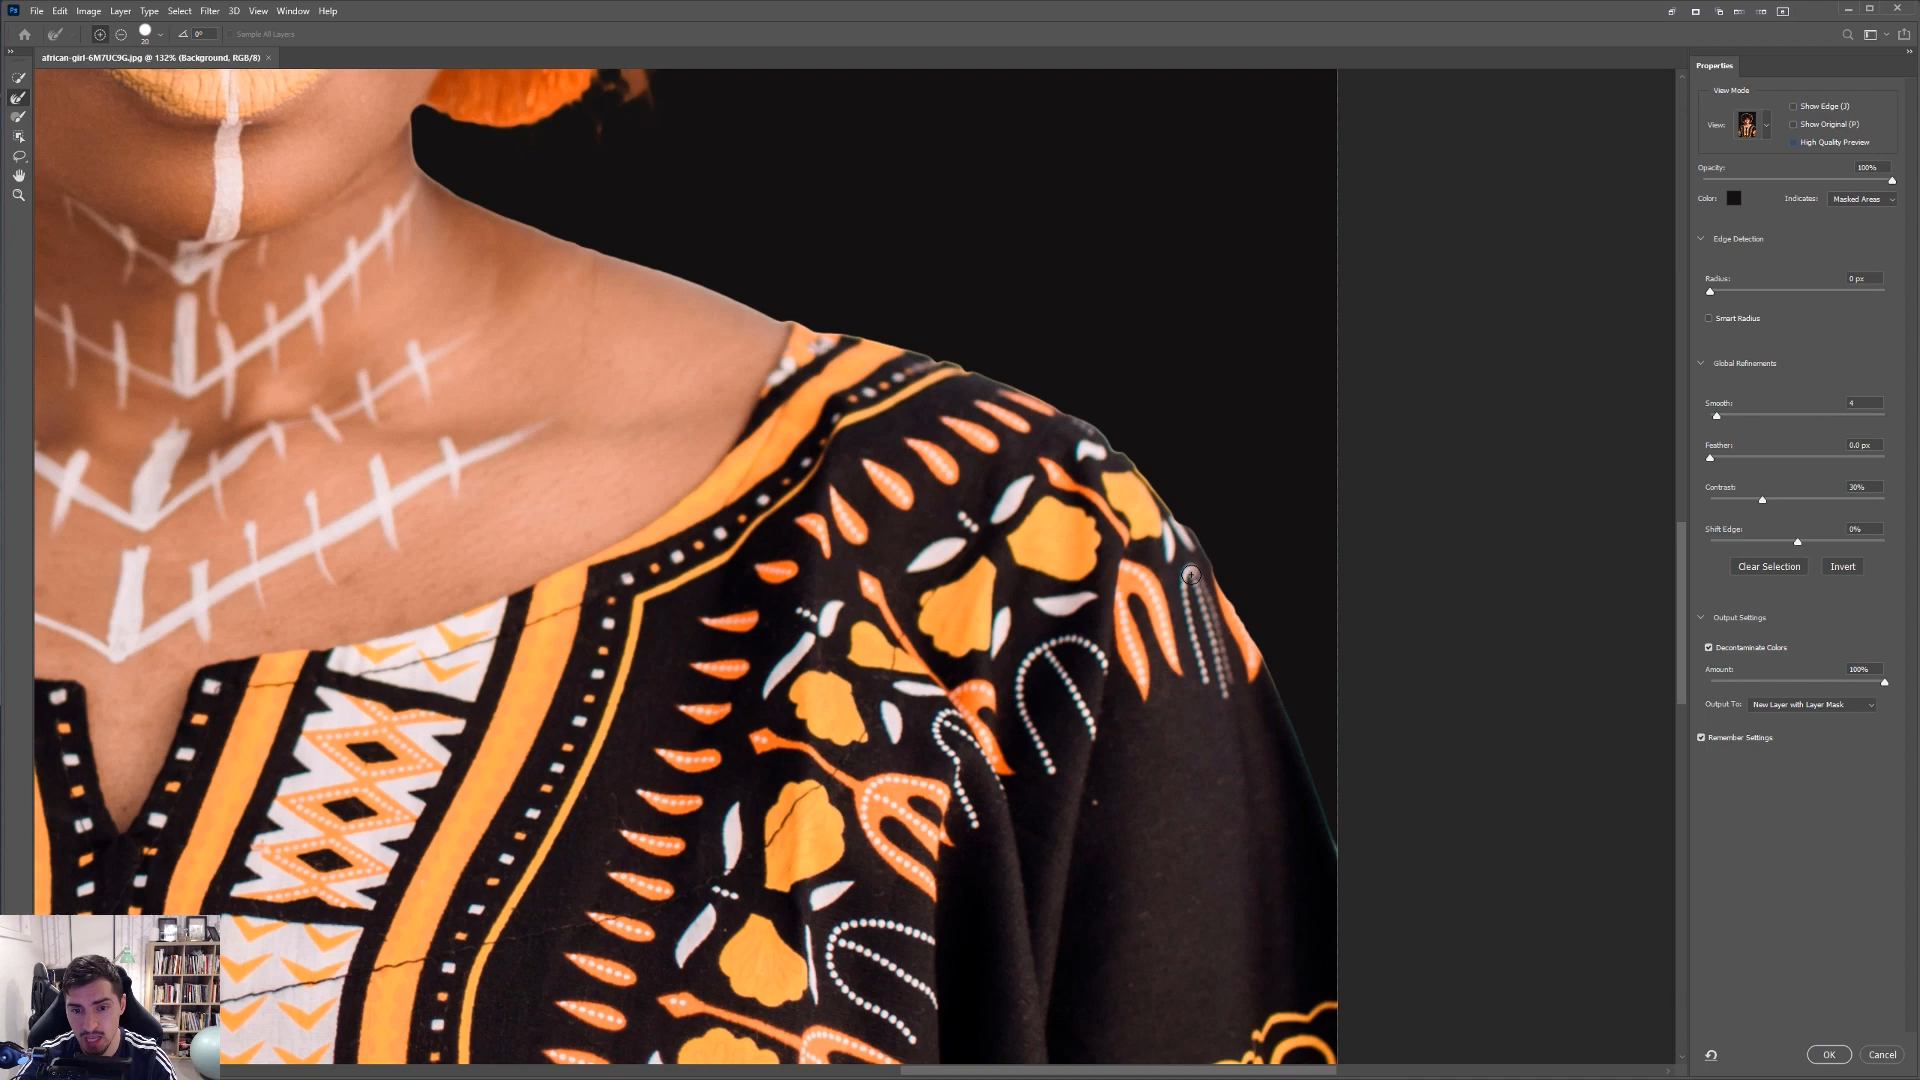 Ps File Edit Image Layer Type Select Filter 3D View Window Help
20
0°
Sample All Layers
african-girl-6M7UC9G.jpg @ 132% (Background, RGB/8) ×
Properties
View Mode
View:
Show Edge (J)
Show Original (P)
High Quality Preview
Opacity: 100%
Color:
Indicates: Masked Areas
Edge Detection
Radius: 0 px
Smart Radius
Global Refinements
Smooth: 4
Feather: 0.0 px
Contrast: 30%
Shift Edge: 0%
Clear Selection Invert
Output Settings
Decontaminate Colors
Amount: 100%
Output To: New Layer with Layer Mask
Remember Settings
OK Cancel